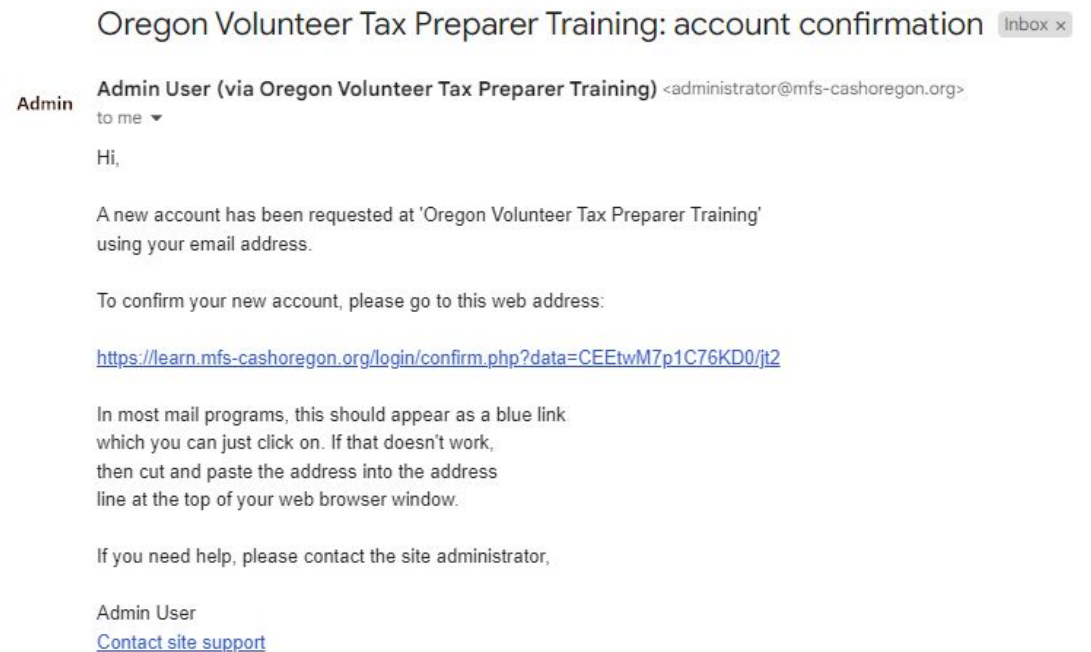 Oregon Volunteer Tax Preparer Training: account confirmation Inbox ×
Admin
Admin User (via Oregon Volunteer Tax Preparer Training) <administrator@mfs-cashoregon.org>
to me
Hi,
A new account has been requested at 'Oregon Volunteer Tax Preparer Training'
using your email address.
To confirm your new account, please go to this web address:
https://learn.mfs-cashoregon.org/login/confirm.php?data=CEEtwM7p1C76KD0/jt2
In most mail programs, this should appear as a blue link
which you can just click on. If that doesn't work,
then cut and paste the address into the address
line at the top of your web browser window.
If you need help, please contact the site administrator,
Admin User
Contact site support